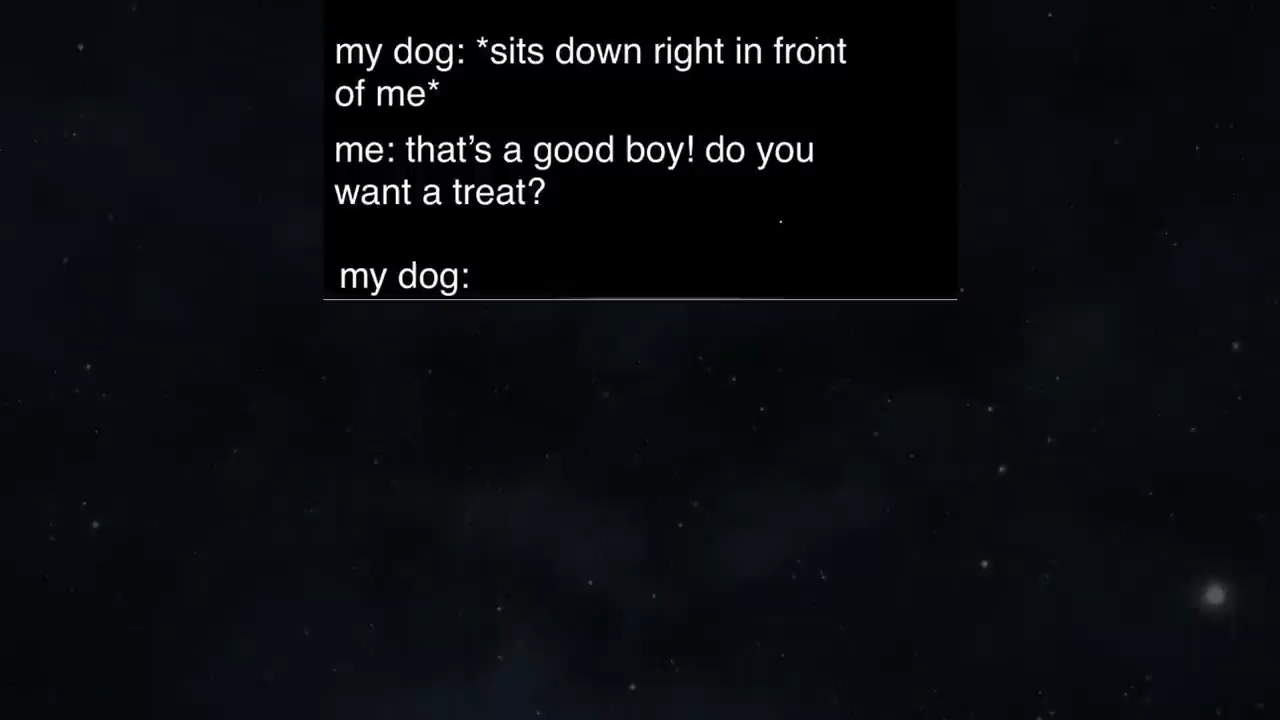 my dog: *sits down right in front
of me*
me: that’s a good boy! do you
want a treat?
my dog: